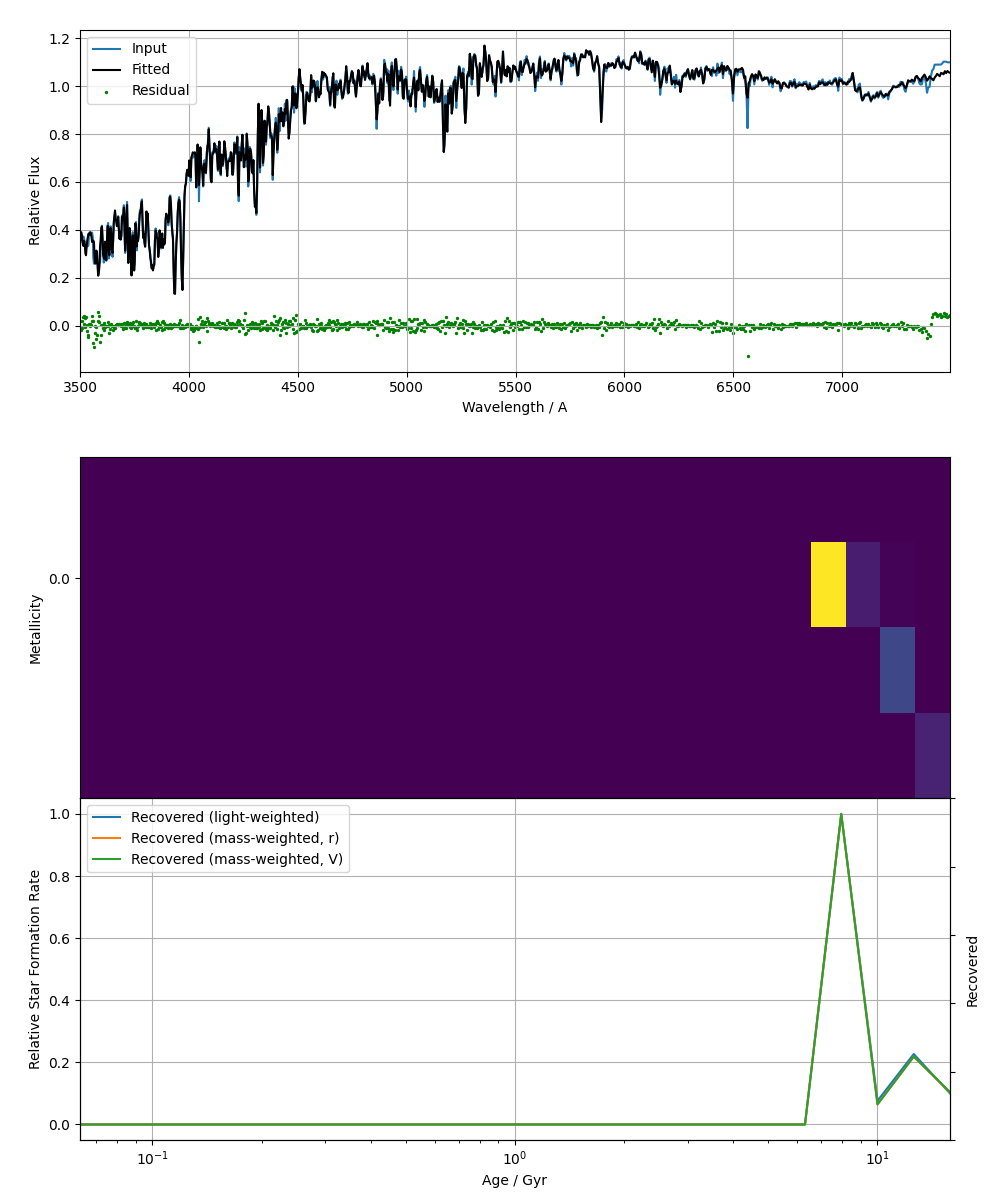 1.2
1.0
0.8
0.6
0.4
0.2
0.0
Relative Flux
Input
Fitted
Residual
3500 4000 4500 5000 5500 6000 6500 7000
Wavelength / A
0.0
Metallicity
1.0
0.8
0.6
0.4
0.2
0.0
Relative Star Formation Rate
Recovered (light-weighted)
Recovered (mass-weighted, r)
Recovered (mass-weighted, V)
Recovered
10⁻¹ 10⁰ 10¹
Age / Gyr